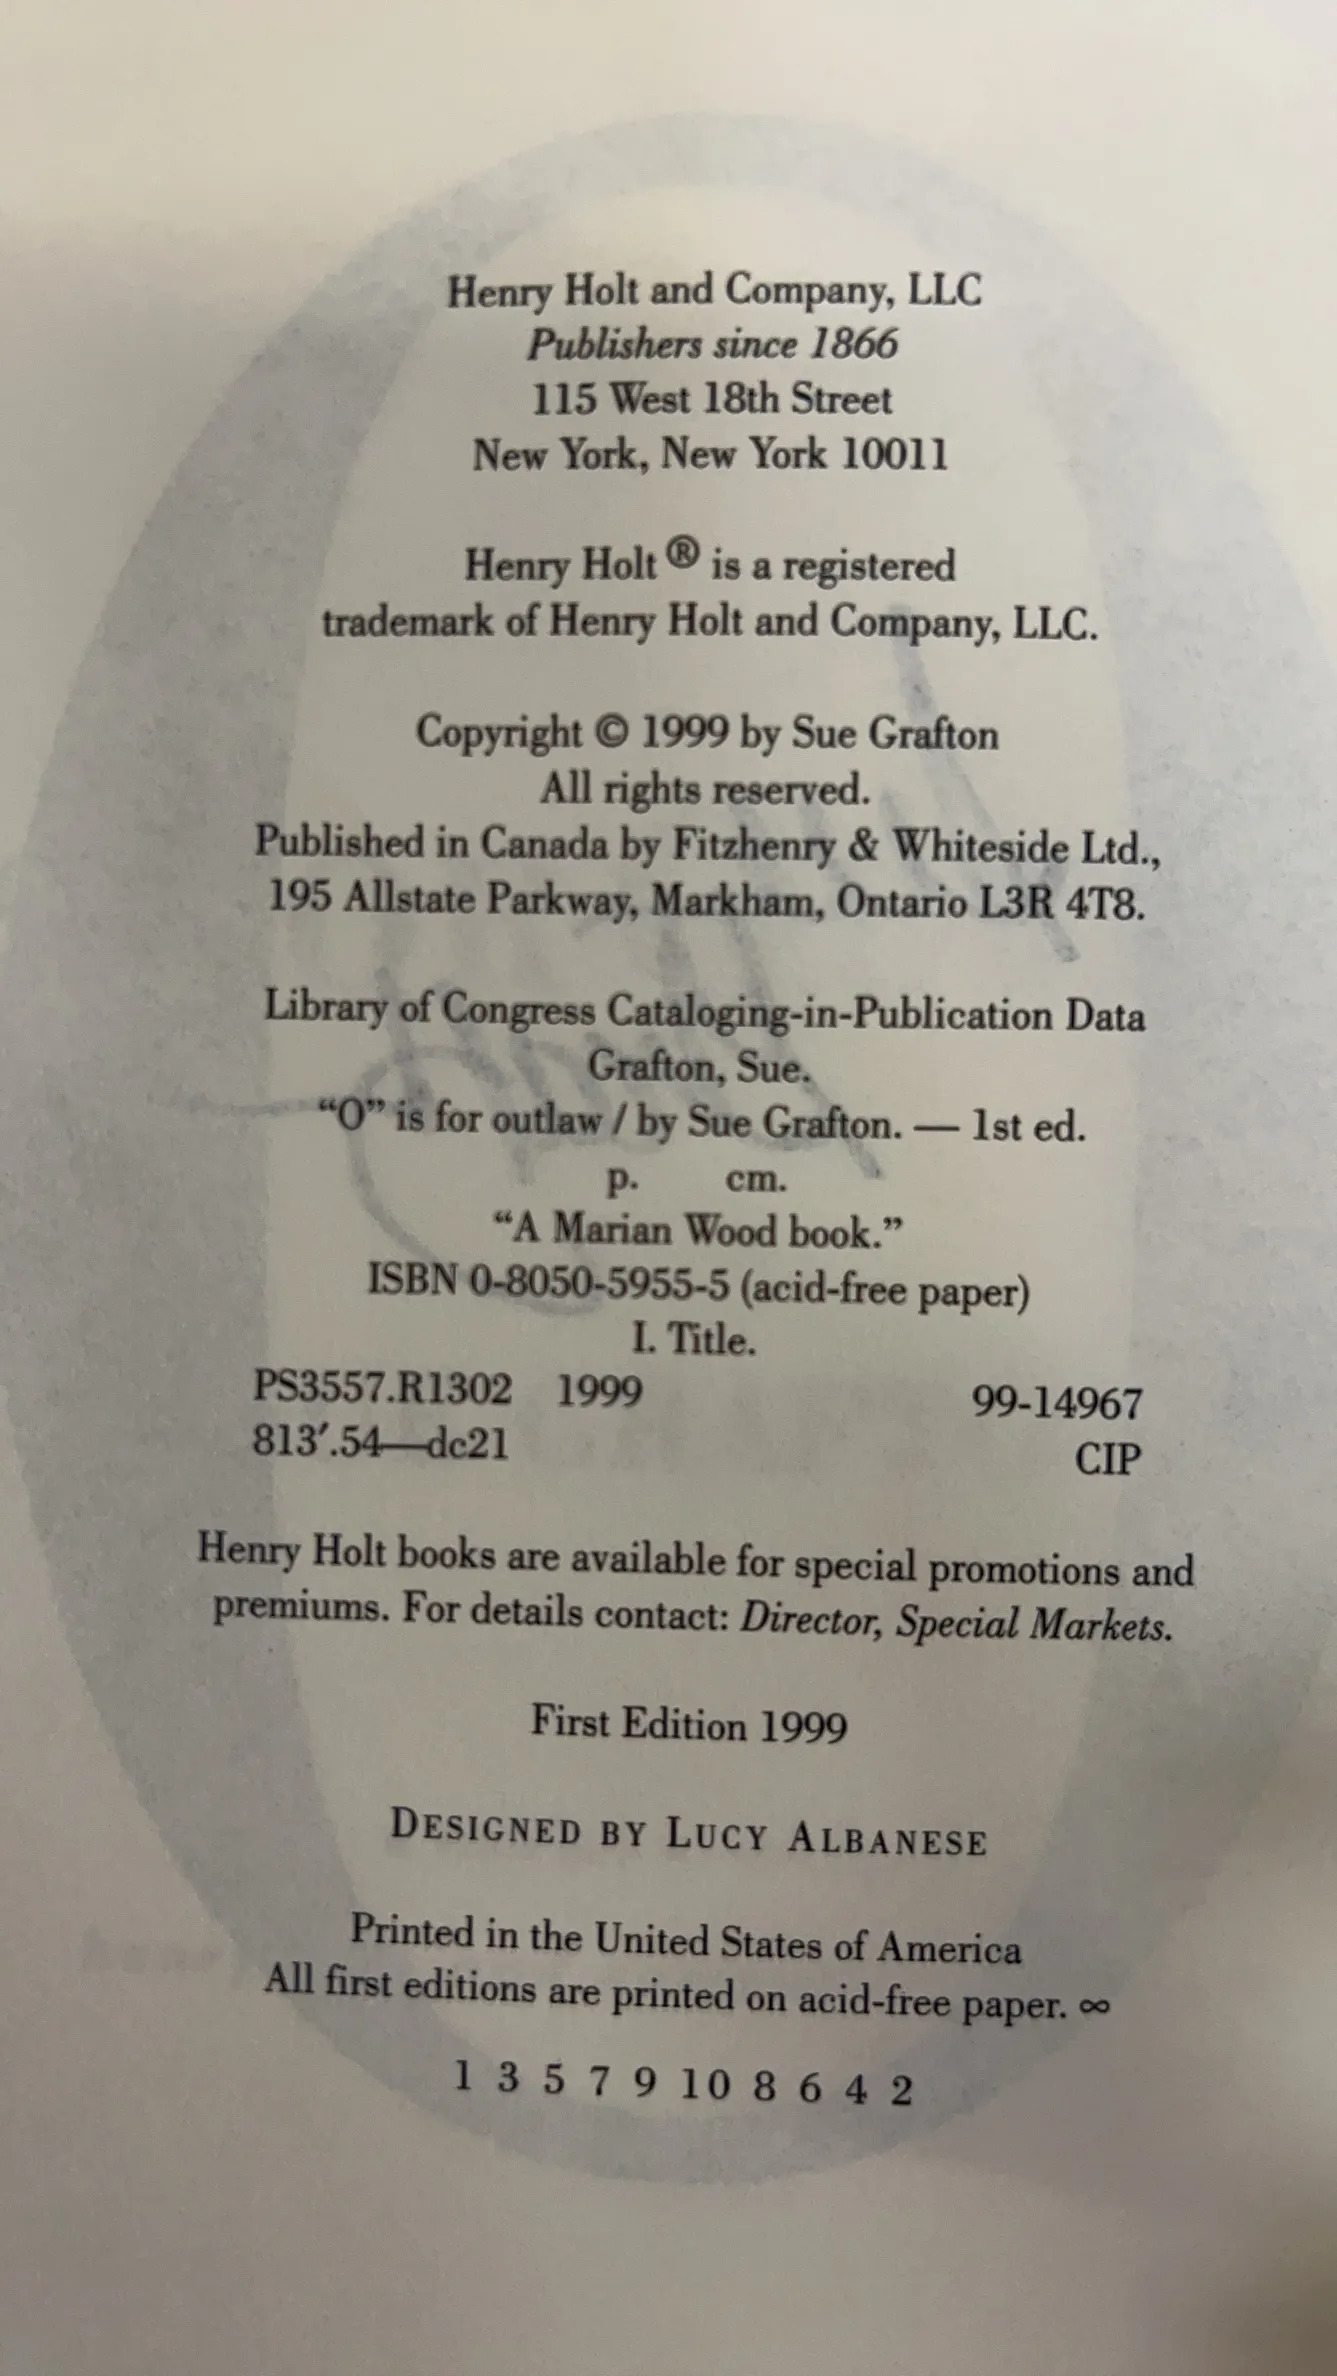 Henry Holt and Company, LLC
Publishers since 1866
115 West 18th Street
New York, New York 10011
Henry Holt ® is a registered
trademark of Henry Holt and Company, LLC.
Copyright © 1999 by Sue Grafton
All rights reserved.
Published in Canada by Fitzhenry & Whiteside Ltd.,
195 Allstate Parkway, Markham, Ontario L3R 4T8.
Library of Congress Cataloging-in-Publication Data
Grafton, Sue.
“O” is for outlaw / by Sue Grafton. — 1st ed.
p. cm.
“A Marian Wood book.”
ISBN 0-8050-5955-5 (acid-free paper)
I. Title.
PS3557.R1302 1999 99-14967
813′.54—dc21 CIP
Henry Holt books are available for special promotions and
premiums. For details contact: Director, Special Markets.
First Edition 1999
DESIGNED BY LUCY ALBANESE
Printed in the United States of America
All first editions are printed on acid-free paper. ∞
1 3 5 7 9 10 8 6 4 2